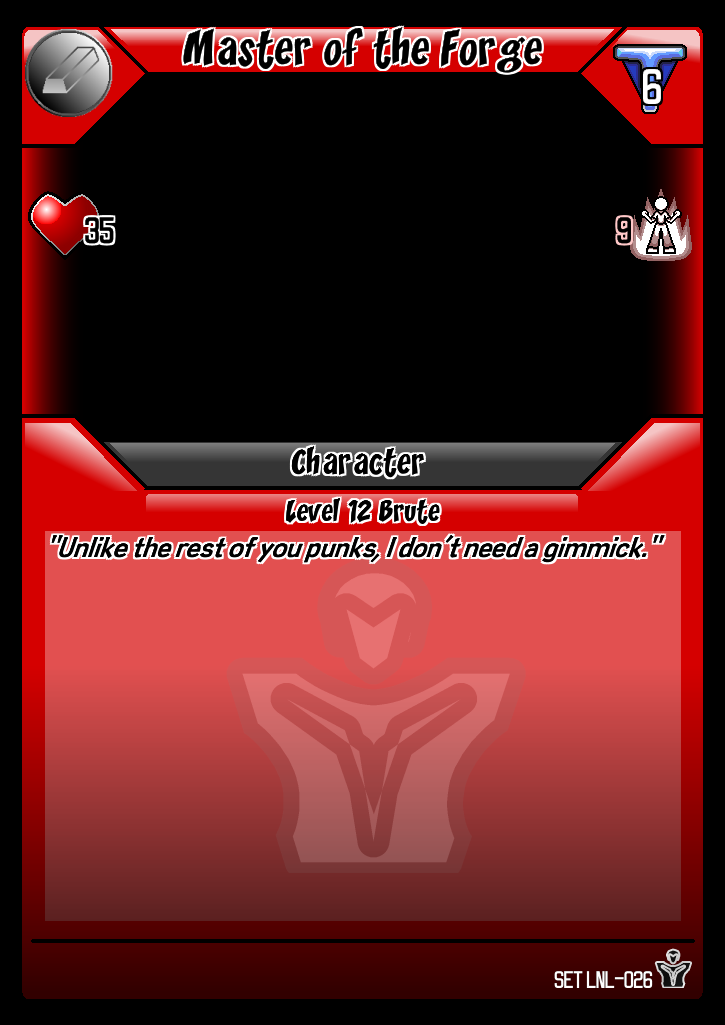 Master of the Forge
6
35
9
Character
Level 12 Brute
"Unlike the rest of you punks, I don't need a gimmick."
SET LNL-026